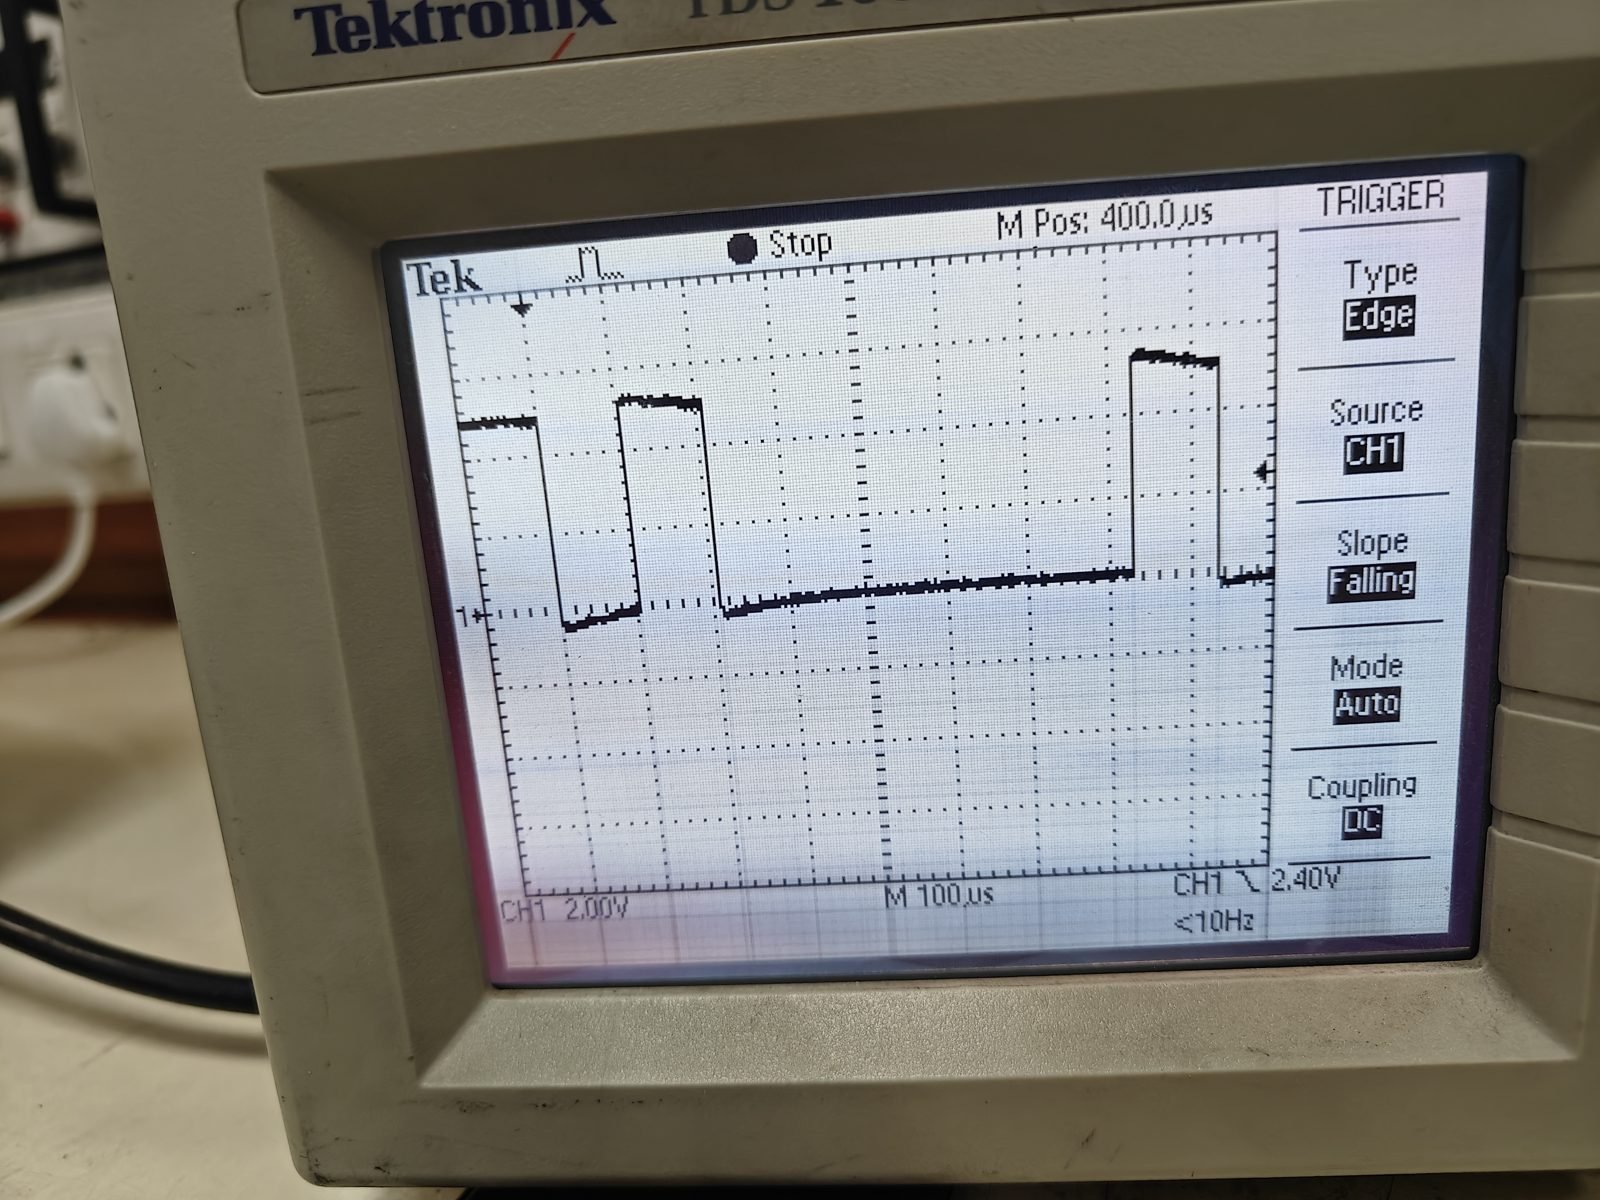 Tektronix TDS
Tek
Stop
M Pos: 400.0µs
TRIGGER
Type
Edge
Source
CH1
Slope
Falling
Mode
Auto
Coupling
DC
1
CH1 2.00V
M 100µs
CH1 2.40V
<10Hz